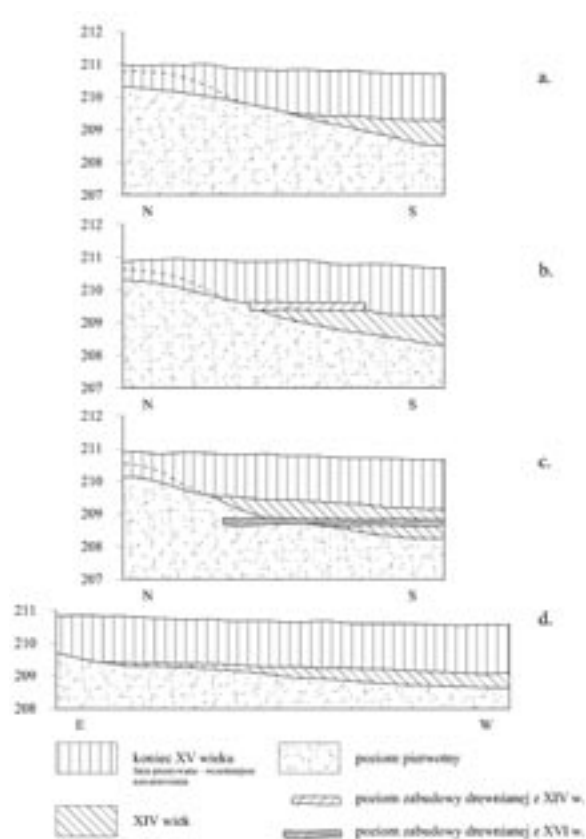 212
211
a.
210
209
208
207
N S
212
211
b.
210
209
208
207
N S
212
211
c.
210
209
208
207
N S
211
d.
210
209
208
E W
koniec XV wieku
poziom pierwotny
poziom zabudowy drewnianej z XIV w.
XIV wiek
poziom zabudowy drewnianej z XVI w.